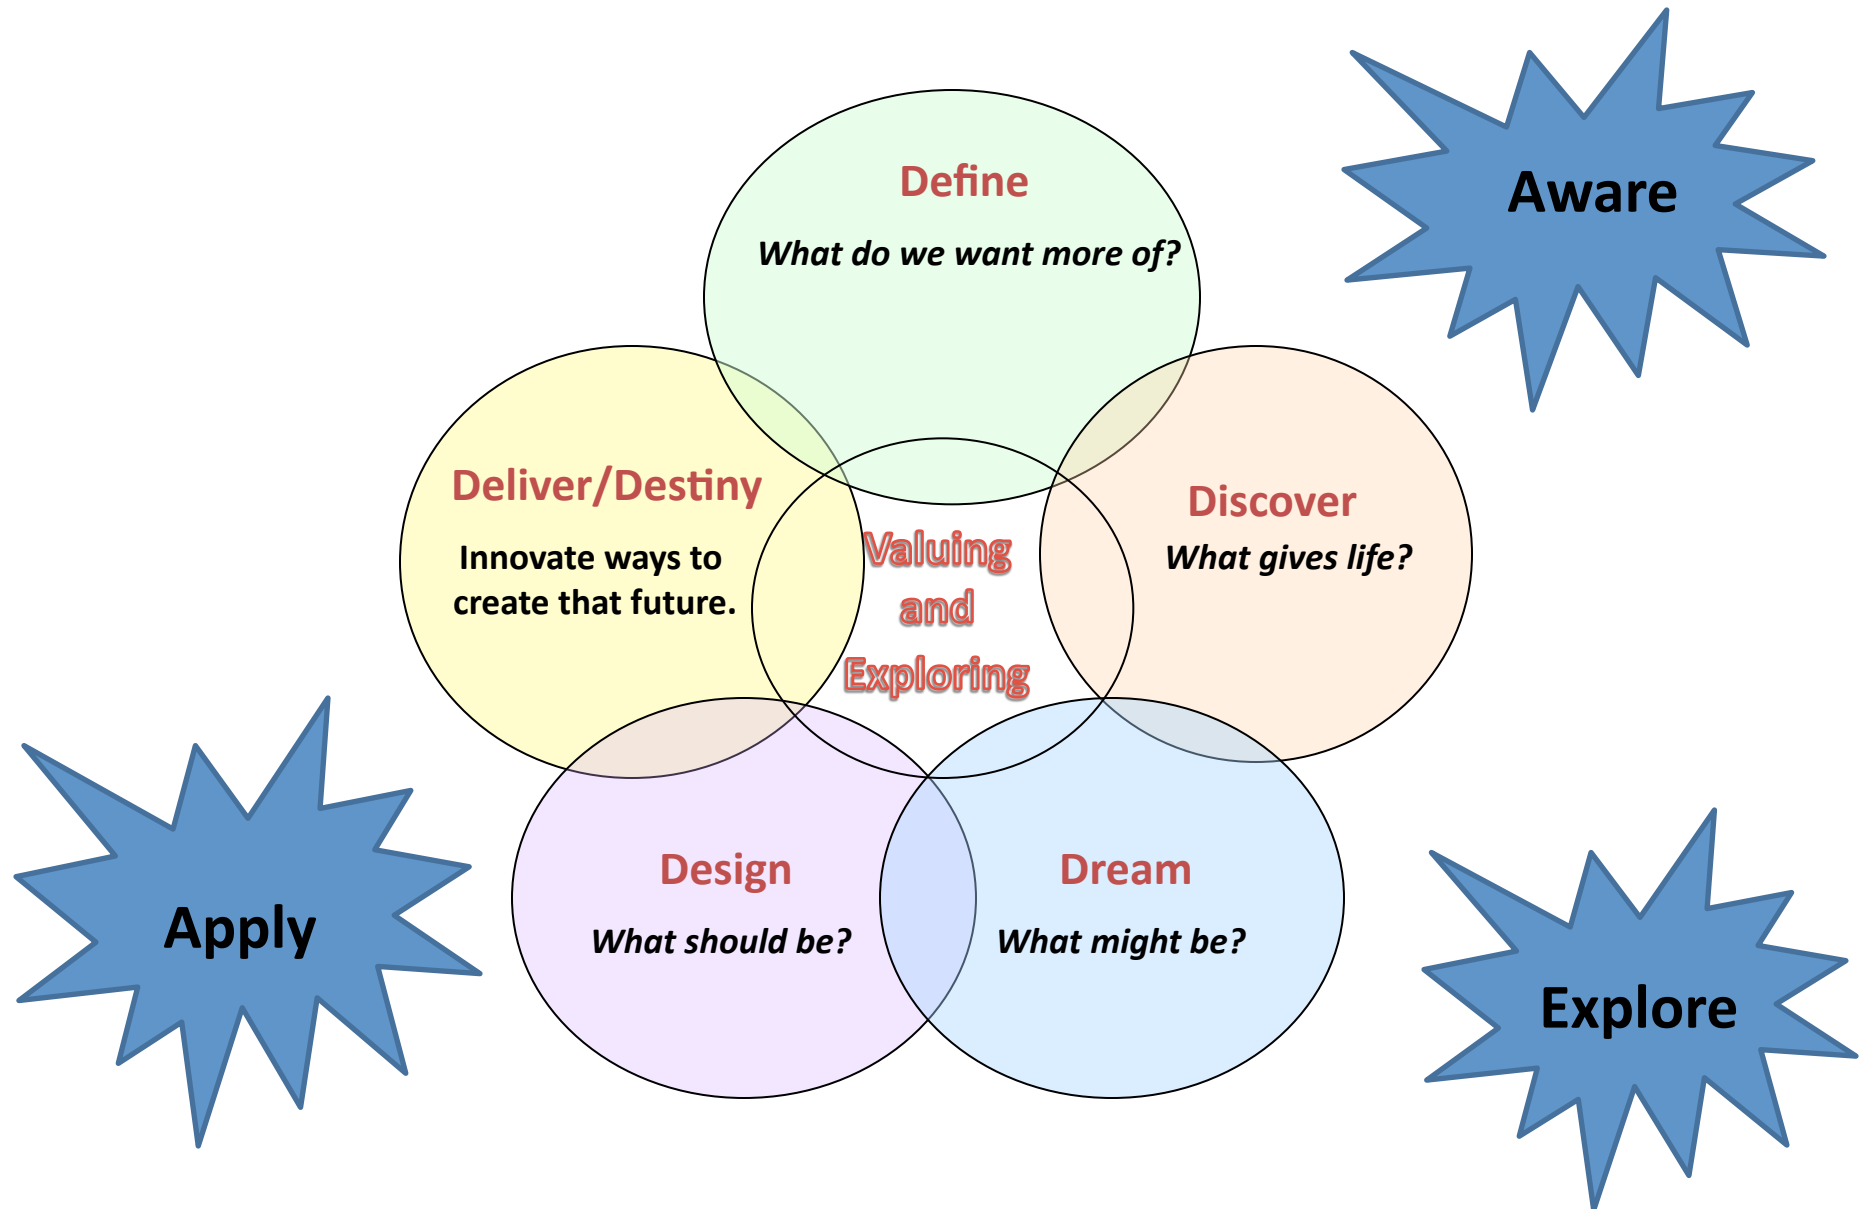 Define
What do we want more of?
Aware
Deliver/Destiny
Innovate ways to
create that future.
Valuing
and
Exploring
Discover
What gives life?
Design
What should be?
Dream
What might be?
Apply
Explore